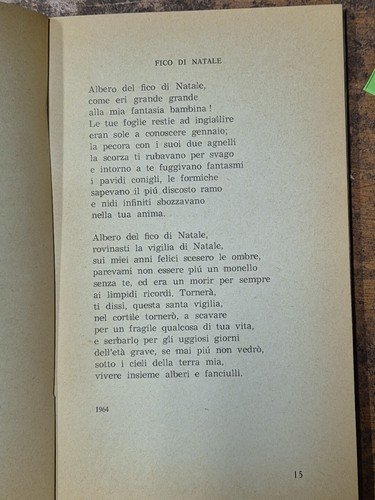 FICO DI NATALE
Albero del fico di Natale,
come eri grande grande
alla mia fantasia bambina !
Le tue foglie restie ad ingiallire
eran sole a conoscere gennaio;
la pecora con i suoi due agnelli
la scorza ti rubavano per svago
e intorno a te fuggivano fantasmi
i pavidi conigli, le formiche
sapevano il piú discosto ramo
e nidi infiniti sbozzavano
nella tua anima.
Albero del fico di Natale,
rovinasti la vigilia di Natale,
sui miei anni felici scesero le ombre,
parevami non essere piú un monello
senza te, ed era un morir per sempre
ai limpidi ricordi. Tornerà,
ti dissi, questa santa vigilia,
nel cortile tornerò, a scavare
per un fragile qualcosa di tua vita,
e serbarlo per gli uggiosi giorni
dell'età grave, se mai piú non vedrò,
sotto i cieli della terra mia,
vivere insieme alberi e fanciulli.
1964
15